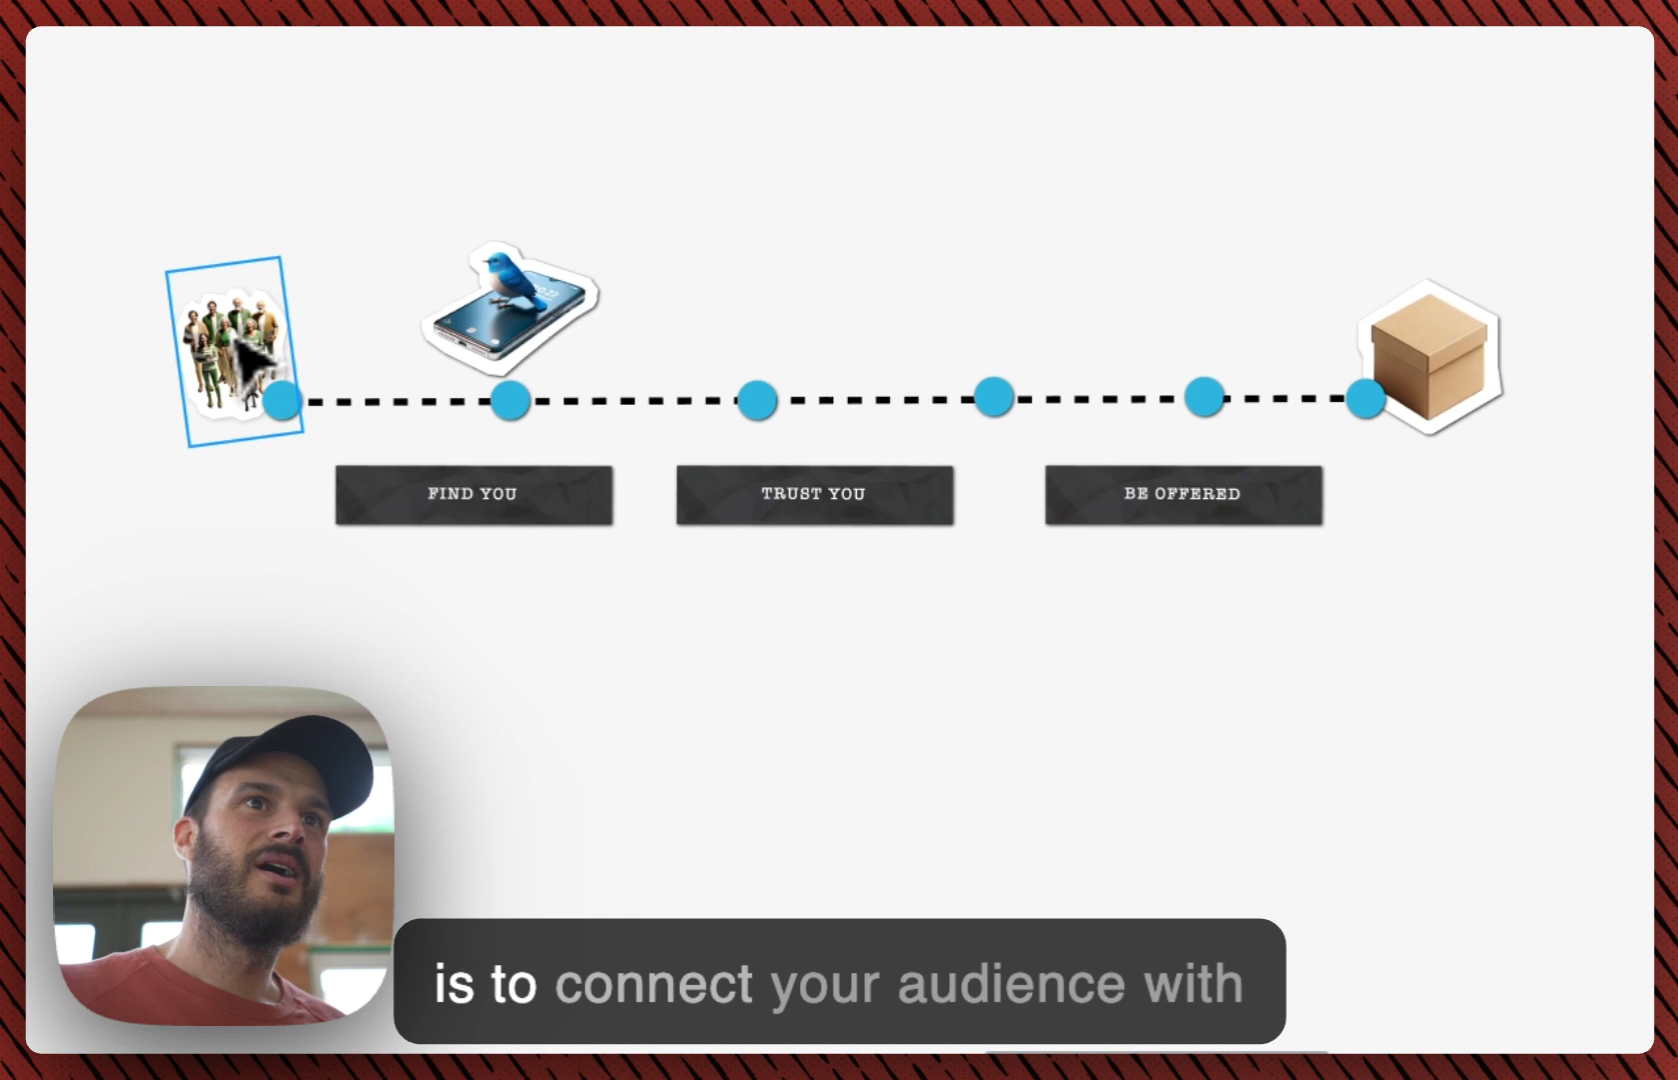 FIND YOU
TRUST YOU
BE OFFERED
is to connect your audience with